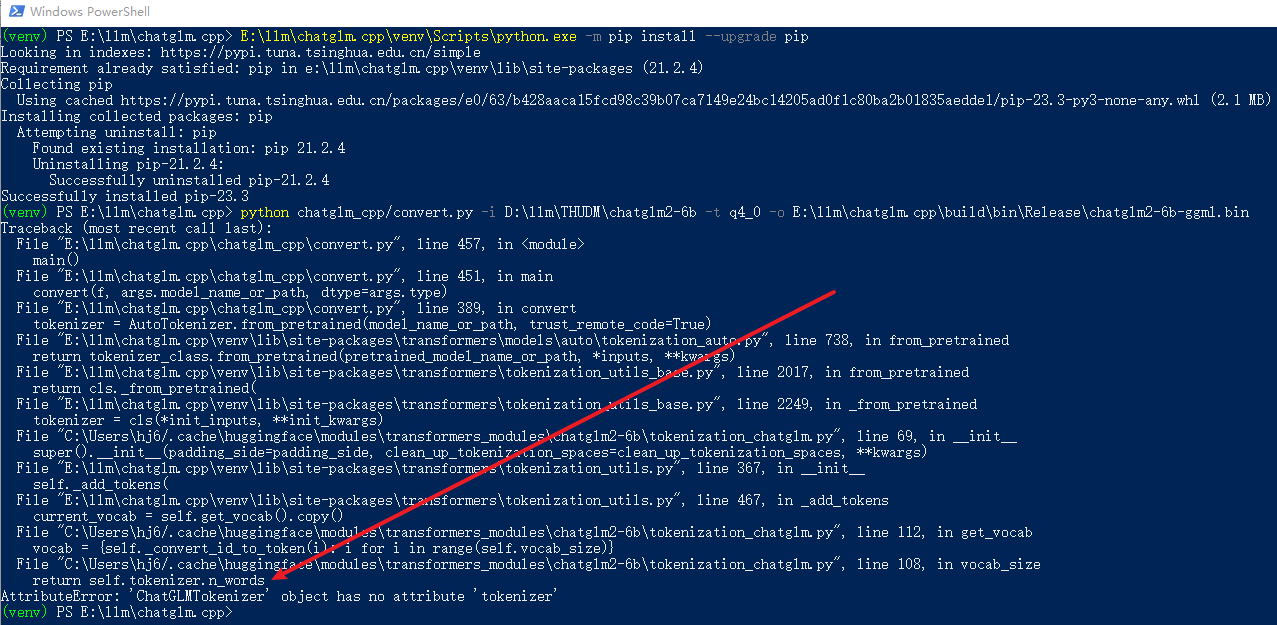 Windows PowerShell
(venv) PS E:\llm\chatglm.cpp> E:\llm\chatglm.cpp\venv\Scripts\python.exe -m pip install --upgrade pip
Looking in indexes: https://pypi.tuna.tsinghua.edu.cn/simple
Requirement already satisfied: pip in e:\llm\chatglm.cpp\venv\lib\site-packages (21.2.4)
Collecting pip
  Using cached https://pypi.tuna.tsinghua.edu.cn/packages/e0/63/b428aaca15fcd98c39b07ca7149e24bc14205ad0f1c80ba2b01835aedde1/pip-23.3-py3-none-any.whl (2.1 MB)
Installing collected packages: pip
  Attempting uninstall: pip
    Found existing installation: pip 21.2.4
    Uninstalling pip-21.2.4:
      Successfully uninstalled pip-21.2.4
Successfully installed pip-23.3
(venv) PS E:\llm\chatglm.cpp> python chatglm_cpp/convert.py -i D:\llm\THUDM\chatglm2-6b -t q4_0 -o E:\llm\chatglm.cpp\build\bin\Release\chatglm2-6b-ggml.bin
Traceback (most recent call last):
  File "E:\llm\chatglm.cpp\chatglm_cpp\convert.py", line 457, in <module>
    main()
  File "E:\llm\chatglm.cpp\chatglm_cpp\convert.py", line 451, in main
    convert(f, args.model_name_or_path, dtype=args.type)
  File "E:\llm\chatglm.cpp\chatglm_cpp\convert.py", line 389, in convert
    tokenizer = AutoTokenizer.from_pretrained(model_name_or_path, trust_remote_code=True)
  File "E:\llm\chatglm.cpp\venv\lib\site-packages\transformers\models\auto\tokenization_auto.py", line 738, in from_pretrained
    return tokenizer_class.from_pretrained(pretrained_model_name_or_path, *inputs, **kwargs)
  File "E:\llm\chatglm.cpp\venv\lib\site-packages\transformers\tokenization_utils_base.py", line 2017, in from_pretrained
    return cls._from_pretrained(
  File "E:\llm\chatglm.cpp\venv\lib\site-packages\transformers\tokenization_utils_base.py", line 2249, in _from_pretrained
    tokenizer = cls(*init_inputs, **init_kwargs)
  File "C:\Users\hj6/.cache\huggingface\modules\transformers_modules\chatglm2-6b\tokenization_chatglm.py", line 69, in __init__
    super().__init__(padding_side=padding_side, clean_up_tokenization_spaces=clean_up_tokenization_spaces, **kwargs)
  File "E:\llm\chatglm.cpp\venv\lib\site-packages\transformers\tokenization_utils.py", line 367, in __init__
    self._add_tokens(
  File "E:\llm\chatglm.cpp\venv\lib\site-packages\transformers\tokenization_utils.py", line 467, in _add_tokens
    current_vocab = self.get_vocab().copy()
  File "C:\Users\hj6/.cache\huggingface\modules\transformers_modules\chatglm2-6b\tokenization_chatglm.py", line 112, in get_vocab
    vocab = {self._convert_id_to_token(i): i for i in range(self.vocab_size)}
  File "C:\Users\hj6/.cache\huggingface\modules\transformers_modules\chatglm2-6b\tokenization_chatglm.py", line 108, in vocab_size
    return self.tokenizer.n_words
AttributeError: 'ChatGLMTokenizer' object has no attribute 'tokenizer'
(venv) PS E:\llm\chatglm.cpp>